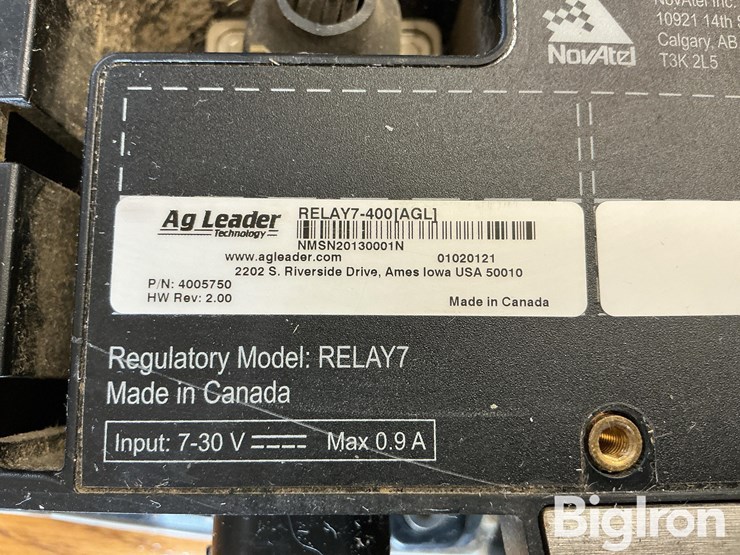 NovAtel Inc.
10921 14th S
Calgary, AB
T3K 2L5
NovAtel
Ag Leader
Technology
RELAY7-400[AGL]
NMSN20130001N
www.agleader.com 01020121
2202 S. Riverside Drive, Ames Iowa USA 50010
P/N: 4005750
HW Rev: 2.00
Made in Canada
Regulatory Model: RELAY7
Made in Canada
Input: 7-30 V Max 0.9 A
BigIron